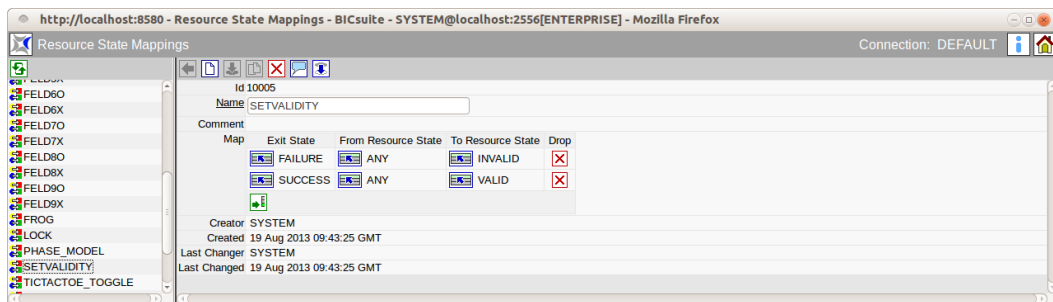 http://localhost:8580 - Resource State Mappings - BICsuite - SYSTEM@localhost:2556[ENTERPRISE] - Mozilla Firefox
Resource State Mappings
Connection: DEFAULT
FELD6O
FELD6X
FELD7O
FELD7X
FELD8O
FELD8X
FELD9O
FELD9X
FROG
LOCK
PHASE_MODEL
SETVALIDITY
TICTACTOE_TOGGLE
Id 10005
Name SETVALIDITY
Comment
Map Exit State From Resource State To Resource State Drop
FAILURE ANY INVALID
SUCCESS ANY VALID
Creator SYSTEM
Created 19 Aug 2013 09:43:25 GMT
Last Changer SYSTEM
Last Changed 19 Aug 2013 09:43:25 GMT